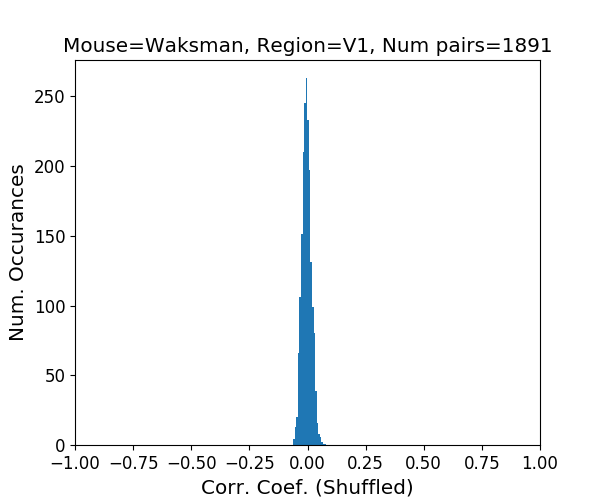 Mouse=Waksman, Region=V1, Num pairs=1891
250
200
150
100
50
0
−1.00 −0.75 −0.50 −0.25 0.00 0.25 0.50 0.75 1.00
Num. Occurances
Corr. Coef. (Shuffled)